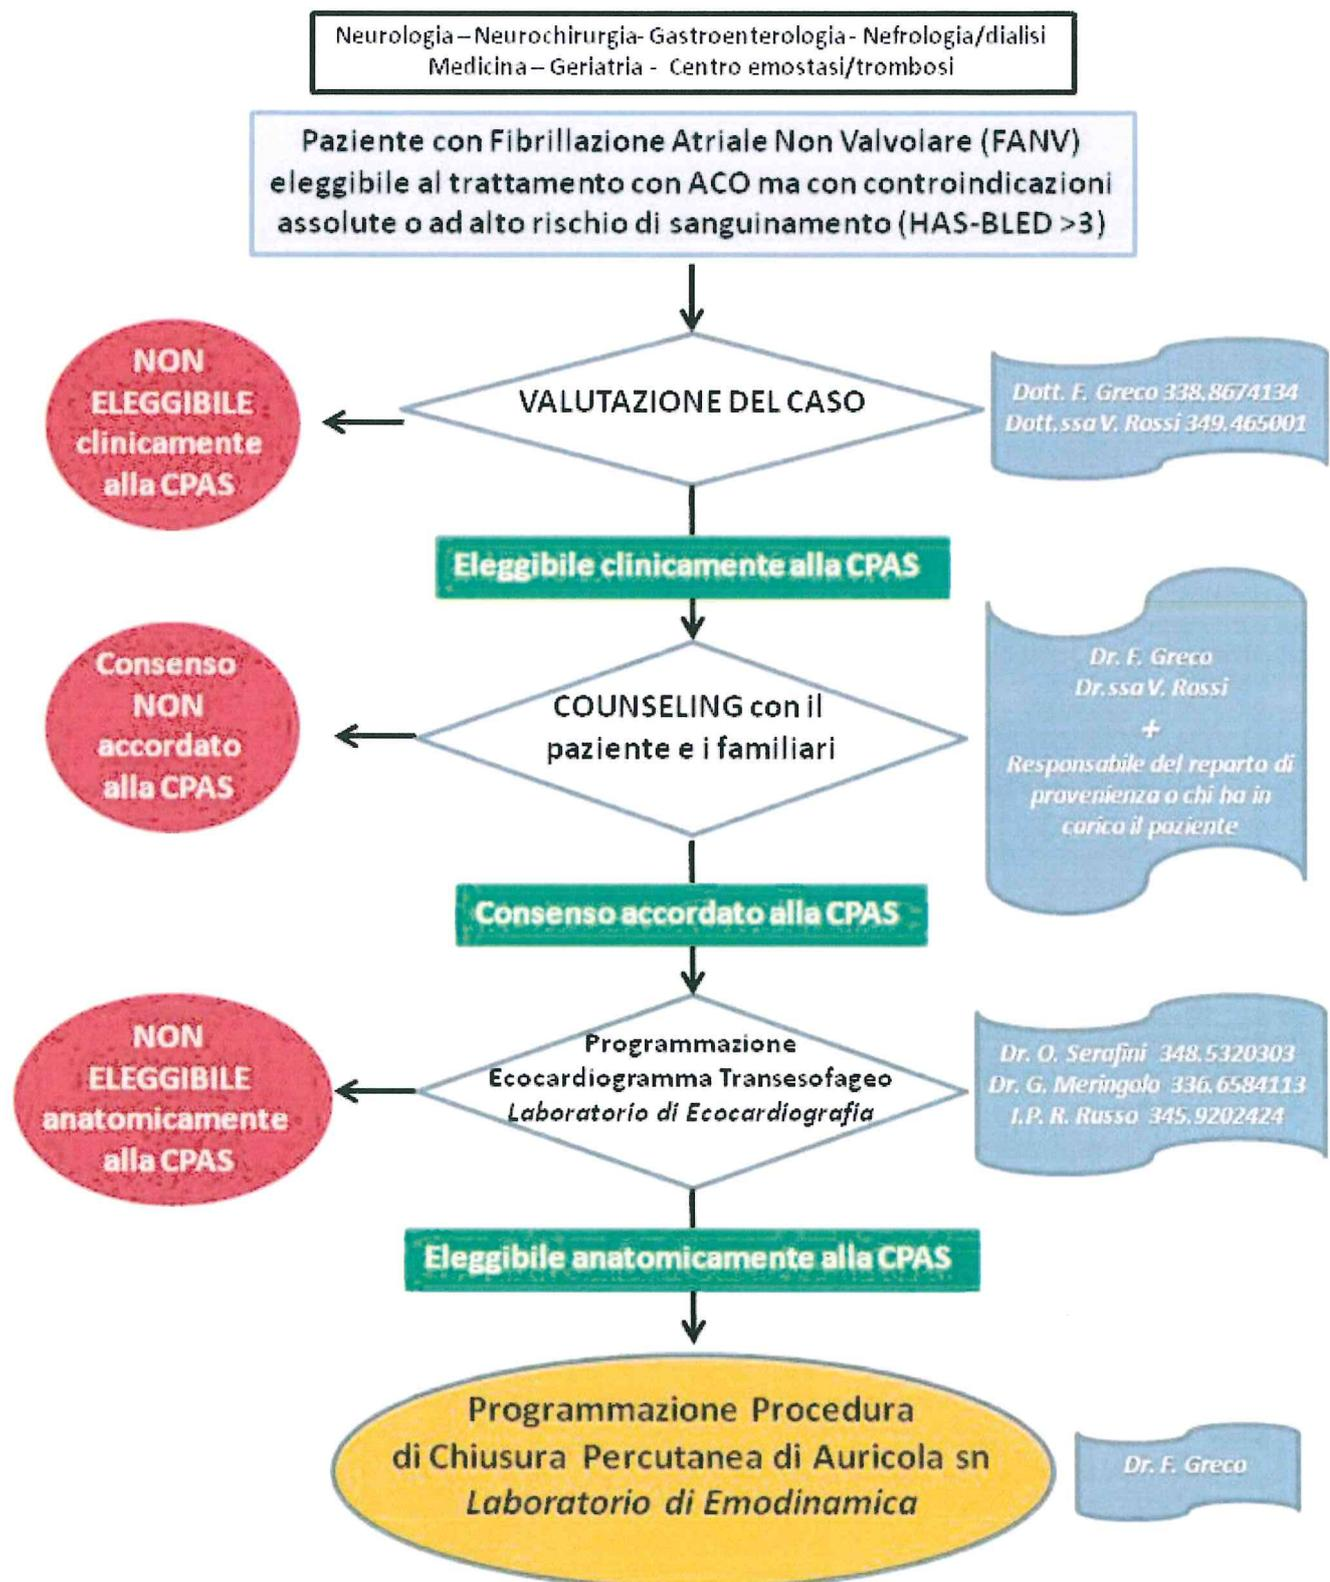 Neurologia – Neurochirurgia- Gastroenterologia - Nefrologia/dialisi
Medicina – Geriatria - Centro emostasi/trombosi
Paziente con Fibrillazione Atriale Non Valvolare (FANV)
eleggibile al trattamento con ACO ma con controindicazioni
assolute o ad alto rischio di sanguinamento (HAS-BLED >3)
NON
ELEGGIBILE
clinicamente
alla CPAS
VALUTAZIONE DEL CASO
Dott. F. Greco 338.8674134
Dott.ssa V. Rossi 349.465001
Eleggibile clinicamente alla CPAS
Consenso
NON
accordato
alla CPAS
COUNSELING con il
paziente e i familiari
Dr. F. Greco
Dr.ssa V. Rossi
+
Responsabile del reparto di
provenienza o chi ha in
carico il paziente
Consenso accordato alla CPAS
NON
ELEGGIBILE
anatomicamente
alla CPAS
Programmazione
Ecocardiogramma Transesofageo
Laboratorio di Ecocardiografia
Dr. O. Serafini 348.5320303
Dr. G. Meringolo 336.6584113
I.P. R. Russo 345.9202424
Eleggibile anatomicamente alla CPAS
Programmazione Procedura
di Chiusura Percutanea di Auricola sn
Laboratorio di Emodinamica
Dr. F. Greco